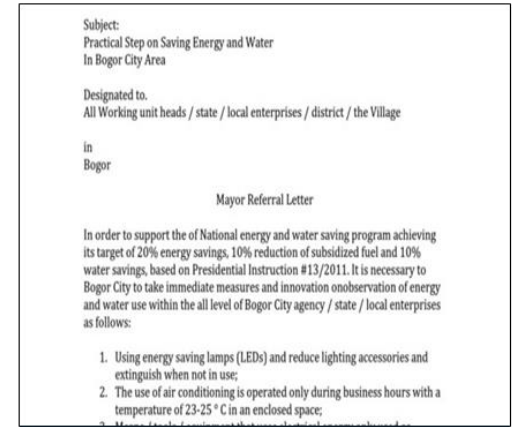 Subject:
Practical Step on Saving Energy and Water
In Bogor City Area
Designated to.
All Working unit heads / state / local enterprises / district / the Village
in
Bogor
Mayor Referral Letter
In order to support the of National energy and water saving program achieving
its target of 20% energy savings, 10% reduction of subsidized fuel and 10%
water savings, based on Presidential Instruction #13/2011. It is necessary to
Bogor City to take immediate measures and innovation onobservation of energy
and water use within the all level of Bogor City agency / state / local enterprises
as follows:
1. Using energy saving lamps (LEDs) and reduce lighting accessories and
extinguish when not in use;
2. The use of air conditioning is operated only during business hours with a
temperature of 23-25 ° C in an enclosed space;